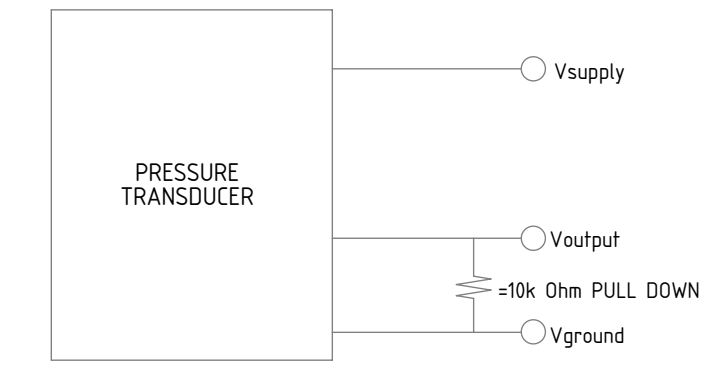 Vsupply
PRESSURE
TRANSDUCER
Voutput
=10k Ohm PULL DOWN
Vground